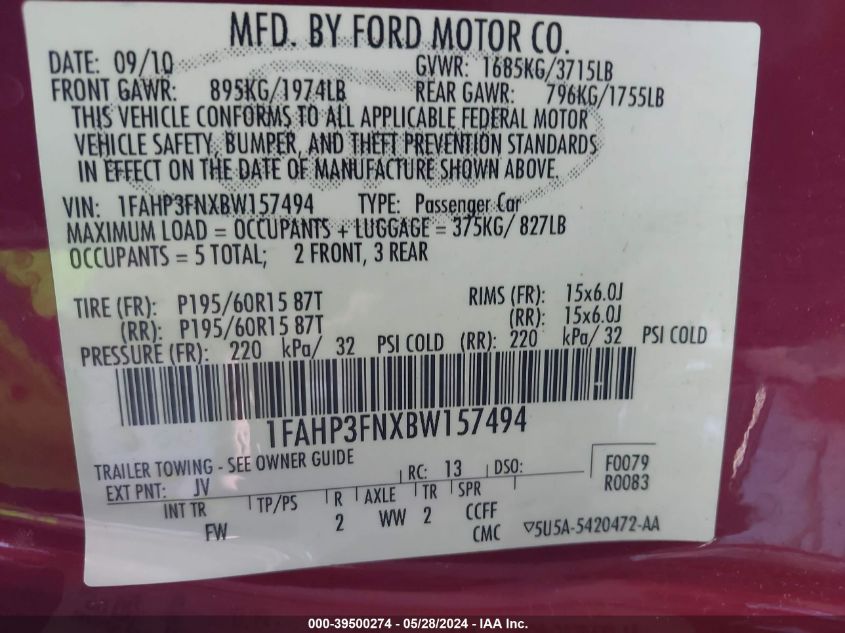 MFD. BY FORD MOTOR CO.
DATE: 09/10 GVWR: 1685KG/3715LB
FRONT GAWR: 895KG/1974LB REAR GAWR: 796KG/1755LB
THIS VEHICLE CONFORMS TO ALL APPLICABLE FEDERAL MOTOR
VEHICLE SAFETY, BUMPER, AND THEFT PREVENTION STANDARDS
IN EFFECT ON THE DATE OF MANUFACTURE SHOWN ABOVE.
VIN: 1FAHP3FNXBW157494 TYPE: Passenger Car
MAXIMUM LOAD = OCCUPANTS + LUGGAGE = 375KG/ 827LB
OCCUPANTS = 5 TOTAL; 2 FRONT, 3 REAR
TIRE (FR): P195/60R15 87T RIMS (FR): 15x6.0J
(RR): P195/60R15 87T (RR): 15x6.0J
PRESSURE (FR): 220 kPa/ 32 PSI COLD (RR): 220 kPa/ 32 PSI COLD
1FAHP3FNXBW157494
TRAILER TOWING - SEE OWNER GUIDE
EXT PNT: JV RC: 13 DSO: F0079
R0083
INT TR TP/PS R AXLE TR SPR
FW 2 WW 2 CCFF
CMC ▽5U5A-5420472-AA
000-39500274 - 05/28/2024 - IAA Inc.